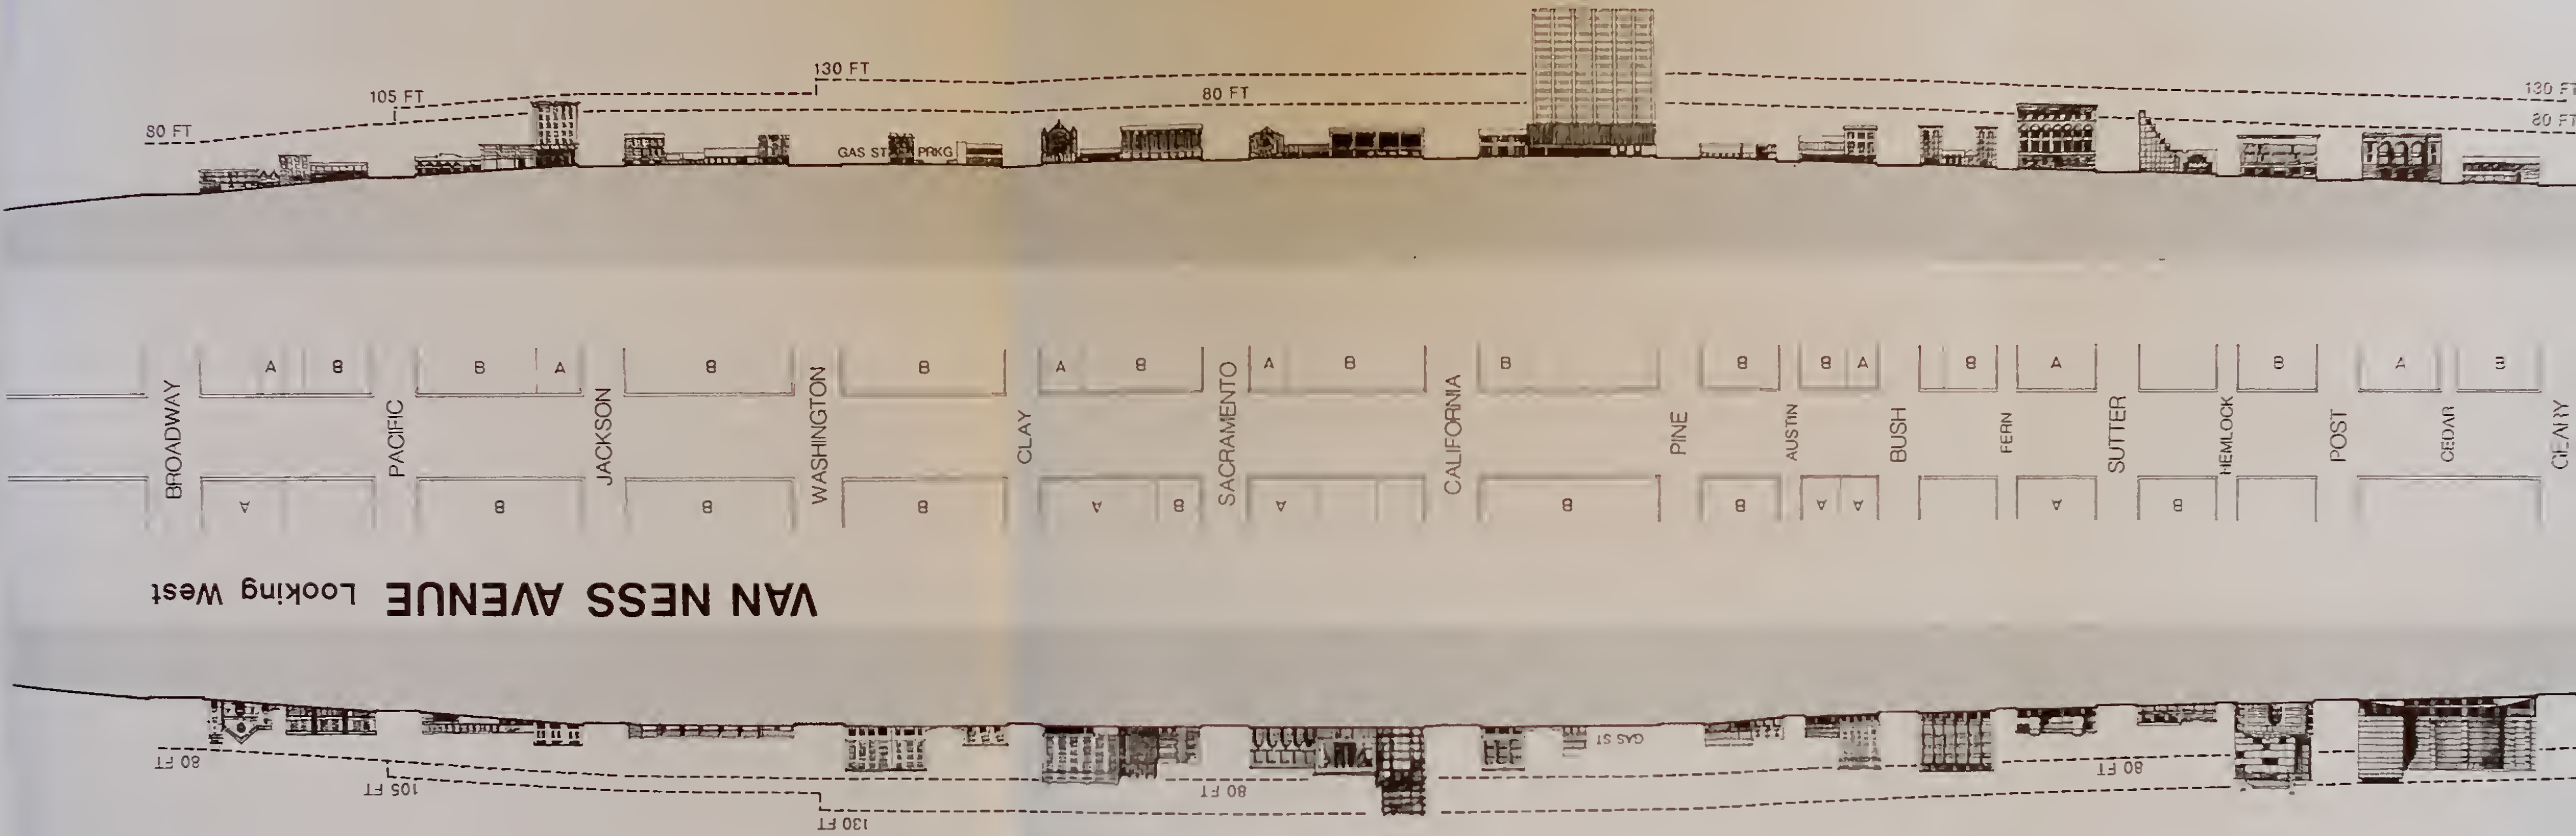 130 FT
105 FT
80 FT
80 FT
130 FT
80 FT
GAS ST PRKG
A B B A B B A B A B B B B A B A B A B
BROADWAY
PACIFIC
JACKSON
WASHINGTON
CLAY
SACRAMENTO
CALIFORNIA
PINE
AUSTIN
BUSH
FERN
SUTTER
HEMLOCK
POST
CEDAR
GEARY
A B B B A B A B B A A A B
VAN NESS AVENUE Looking West
GAS ST
80 FT
80 FT
105 FT
80 FT
130 FT